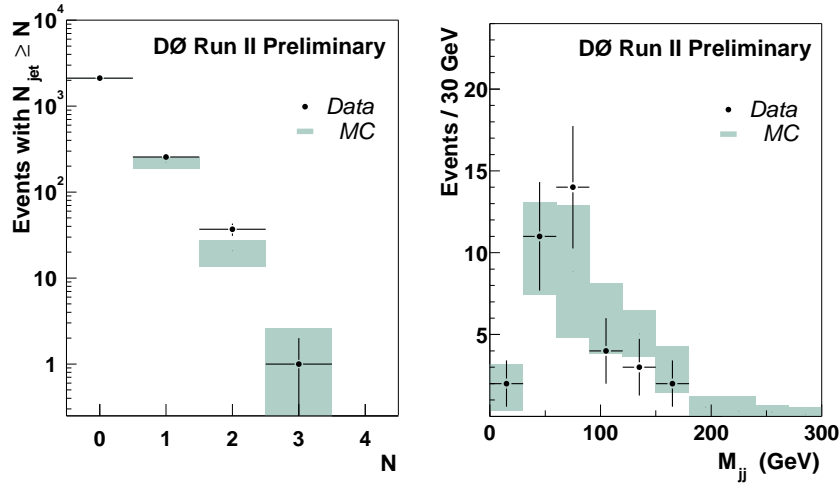 Events with N_jet ≥ N
10^4
10^3
10^2
10
1
DØ Run II Preliminary
Data
MC
0 1 2 3 4
N
Events / 30 GeV
20
15
10
5
DØ Run II Preliminary
Data
MC
0 100 200 300
M_jj (GeV)